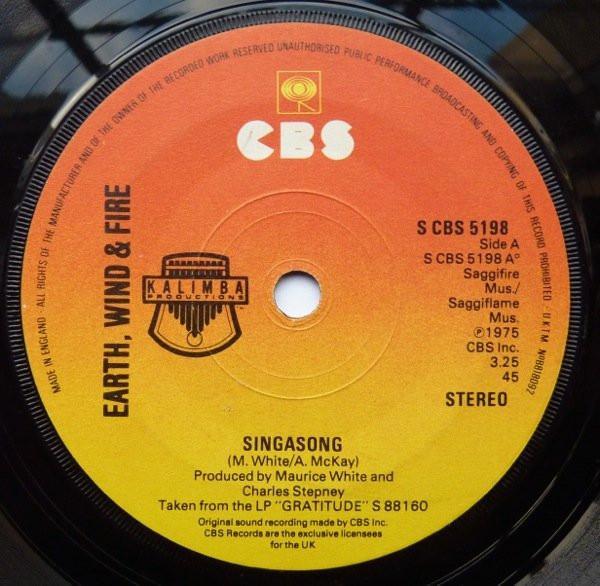 MADE IN ENGLAND · ALL RIGHTS OF THE MANUFACTURER AND OF THE OWNER OF THE RECORDED WORK RESERVED UNAUTHORISED PUBLIC PERFORMANCE BROADCASTING AND COPYING OF THIS RECORD PROHIBITED ·
CBS
EARTH, WIND & FIRE
KALIMBA
PRODUCTIONS
S CBS 5198
Side A
S CBS 5198 A°
Saggifire
Mus./
Saggiflame
Mus.
℗1975
CBS Inc.
3.25
45
STEREO
SINGASONG
(M. White/A. McKay)
Produced by Maurice White and
Charles Stepney
Taken from the LP "GRATITUDE" S 88160
Original sound recording made by CBS Inc.
CBS Records are the exclusive licensees
for the UK